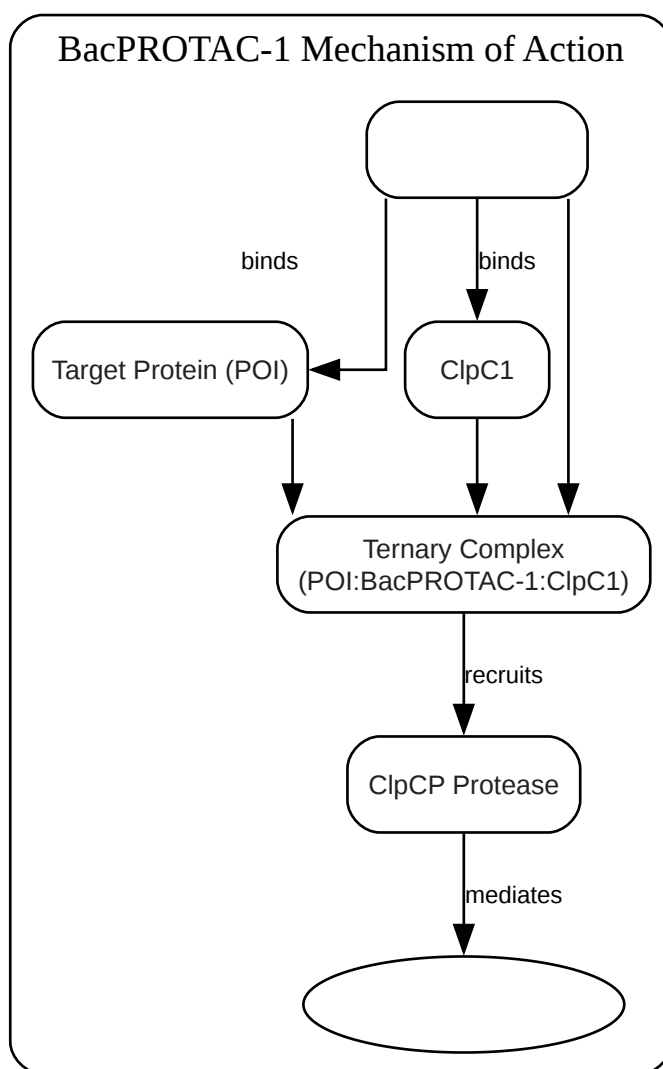 BacPROTAC-1 Mechanism of Action
binds
binds
Target Protein (POI)
ClpC1
Ternary Complex
(POI:BacPROTAC-1:ClpC1)
recruits
ClpCP Protease
mediates